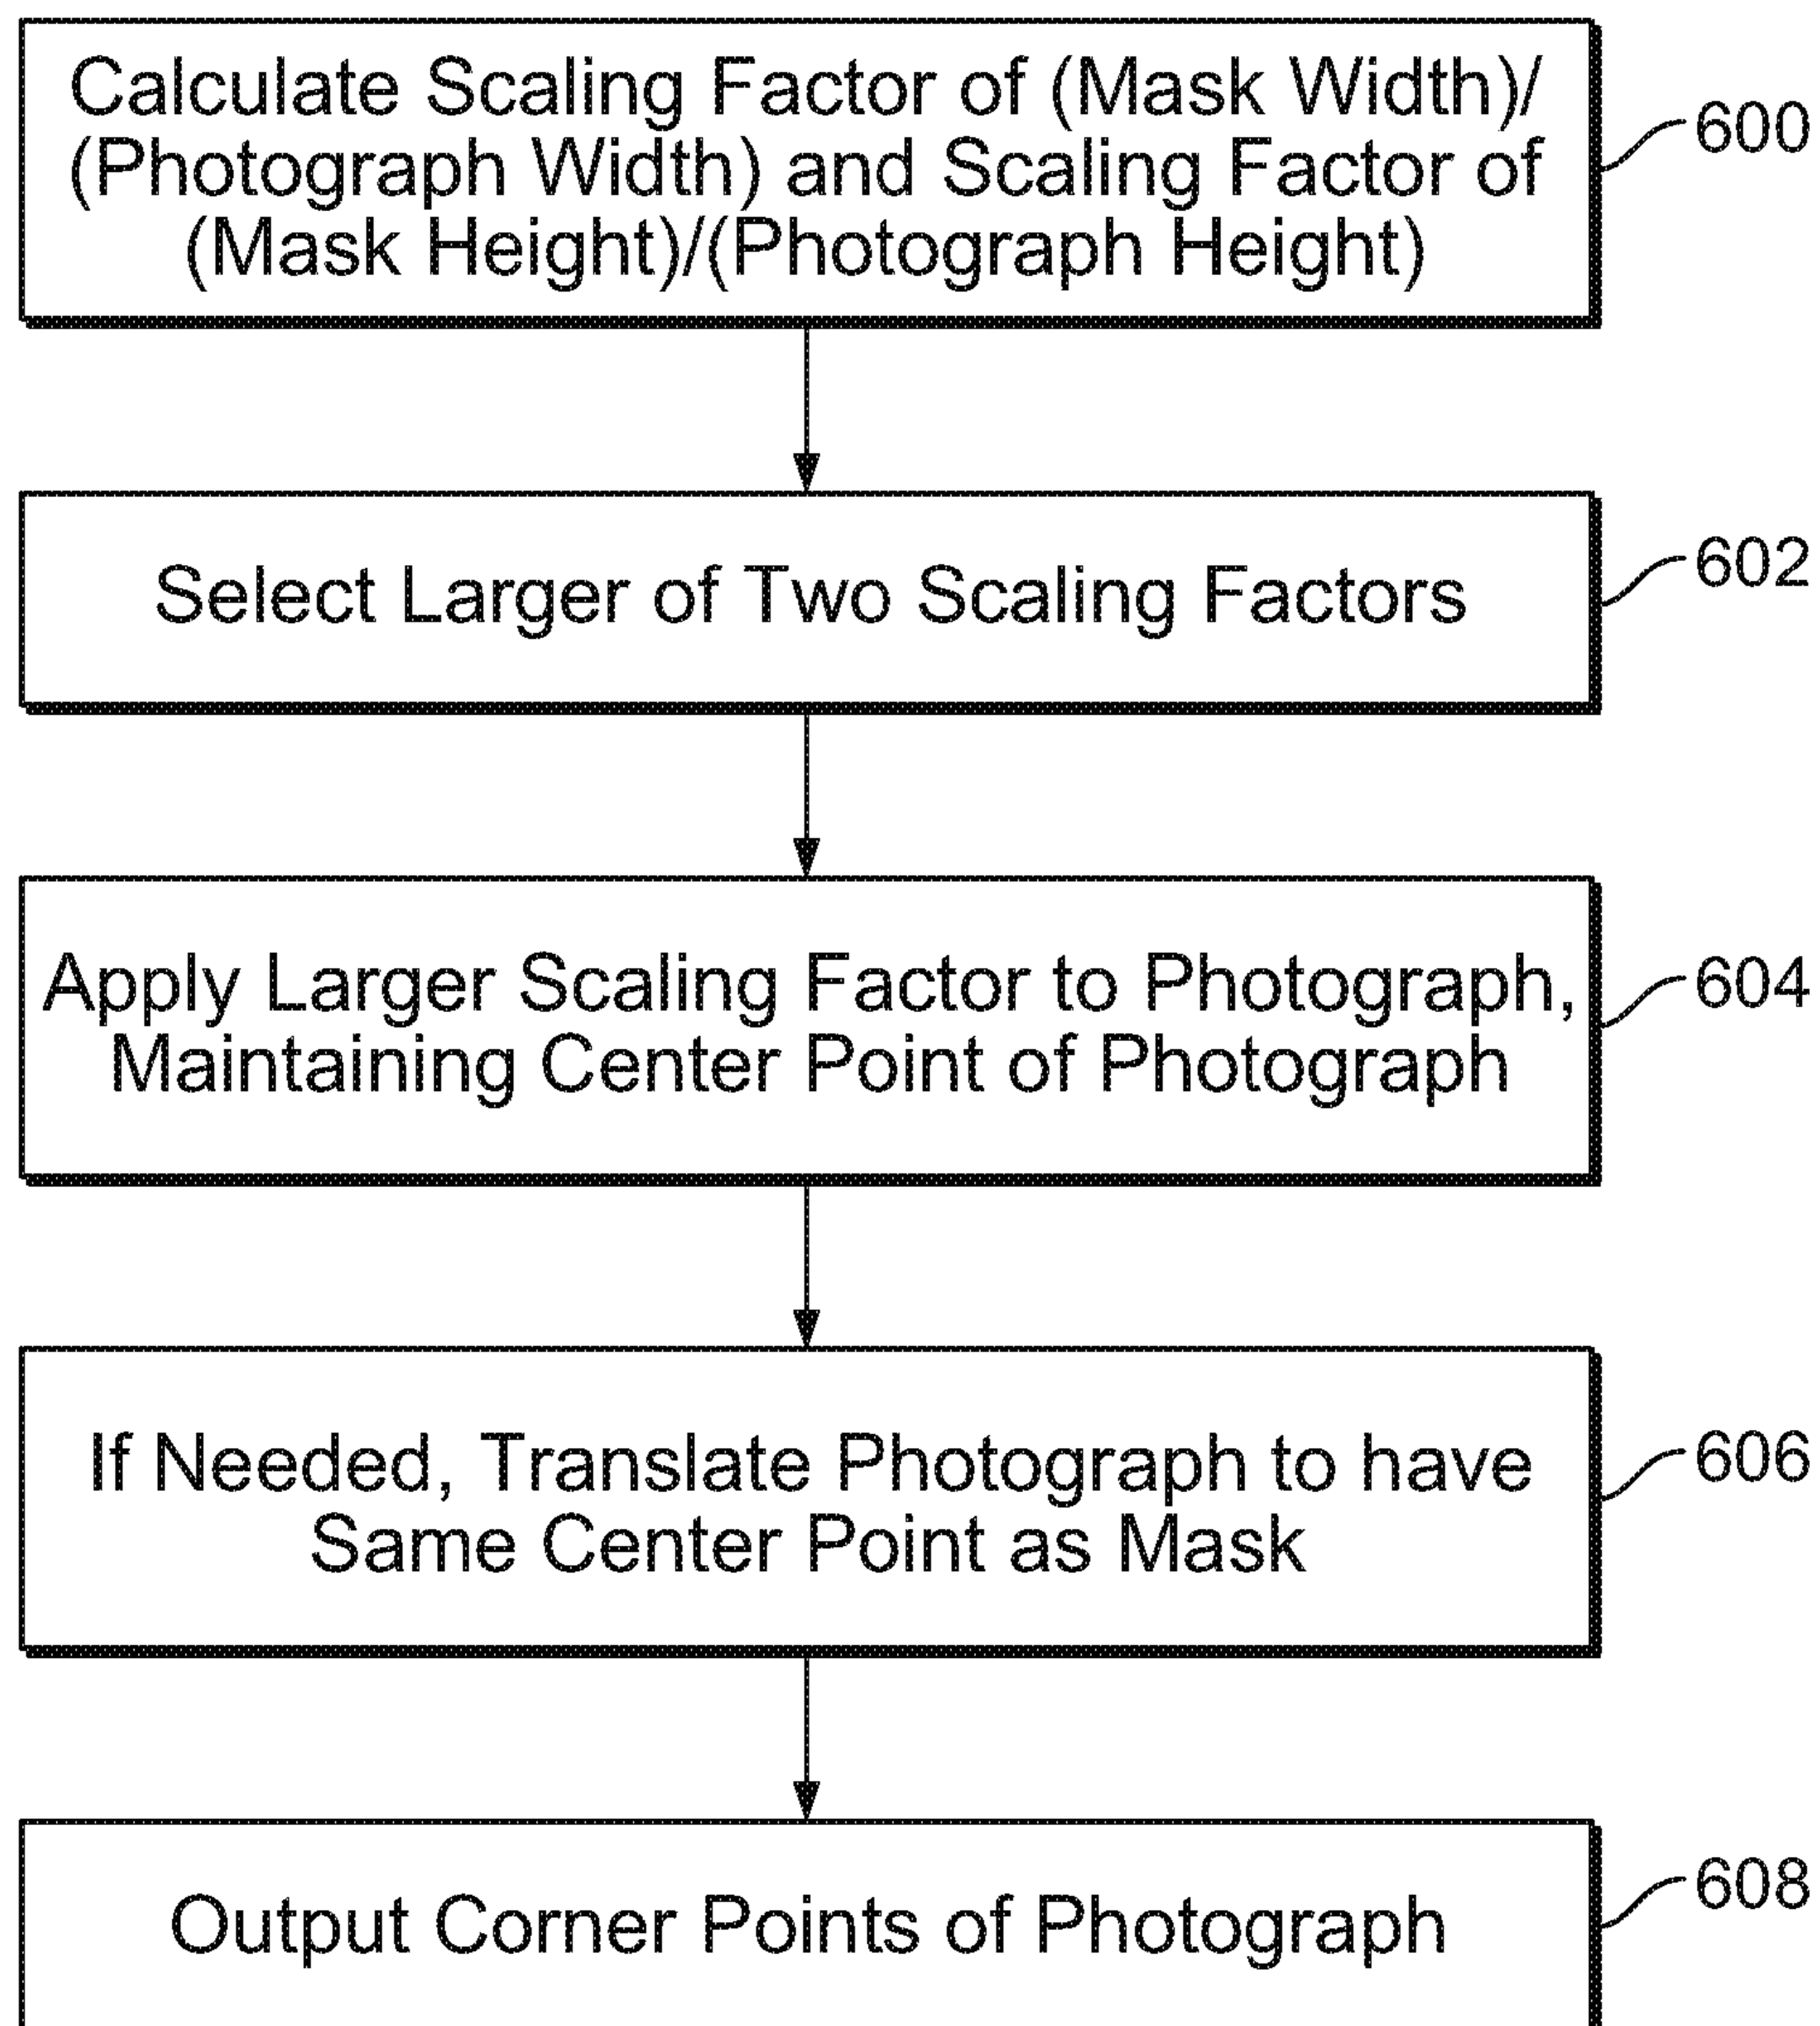 Calculate Scaling Factor of (Mask Width)/
(Photograph Width) and Scaling Factor of
(Mask Height)/(Photograph Height)
600
Select Larger of Two Scaling Factors
602
Apply Larger Scaling Factor to Photograph,
Maintaining Center Point of Photograph
604
If Needed, Translate Photograph to have
Same Center Point as Mask
606
Output Corner Points of Photograph
608